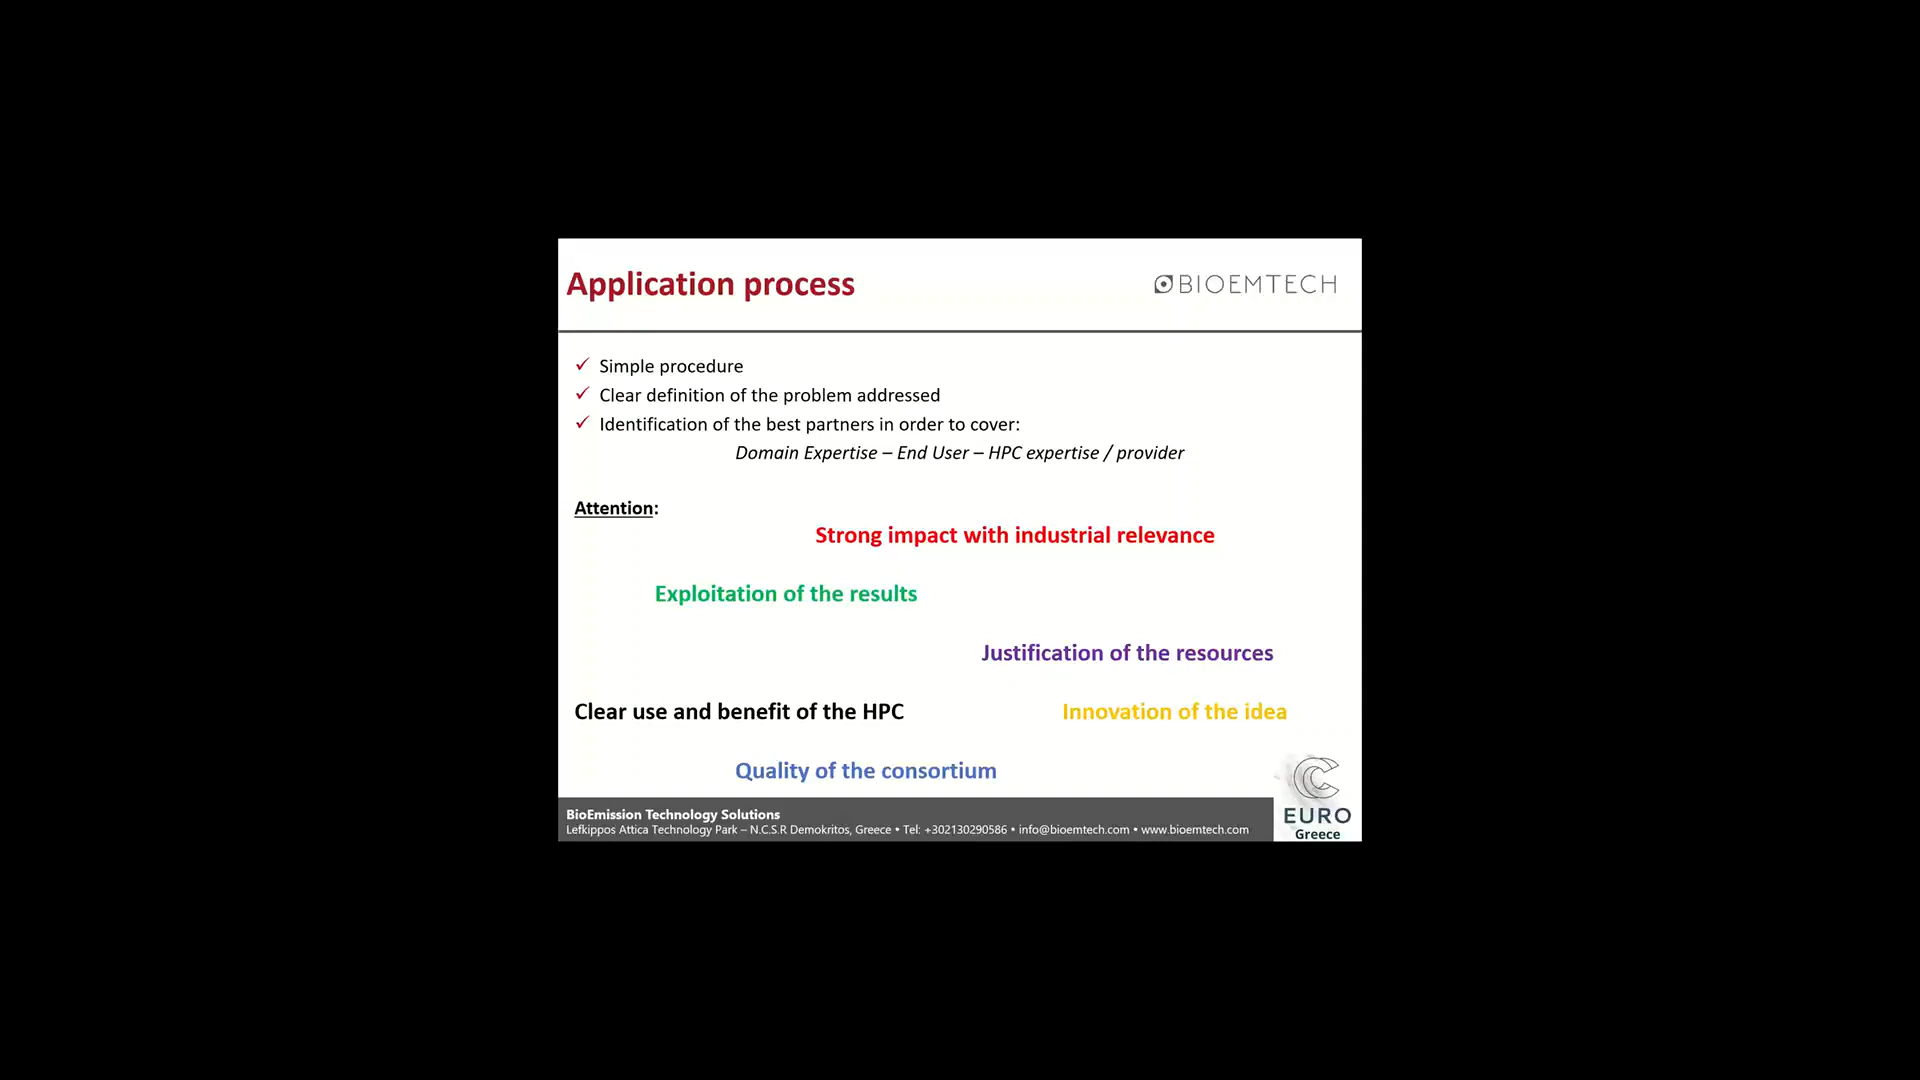 Application process
BIOEMTECH
✓ Simple procedure
✓ Clear definition of the problem addressed
✓ Identification of the best partners in order to cover:
Domain Expertise – End User – HPC expertise / provider
Attention:
Strong impact with industrial relevance
Exploitation of the results
Justification of the resources
Clear use and benefit of the HPC
Innovation of the idea
Quality of the consortium
BioEmission Technology Solutions
Lefkippos Attica Technology Park – N.C.S.R Demokritos, Greece • Tel: +302130290586 • info@bioemtech.com • www.bioemtech.com
EURO
Greece